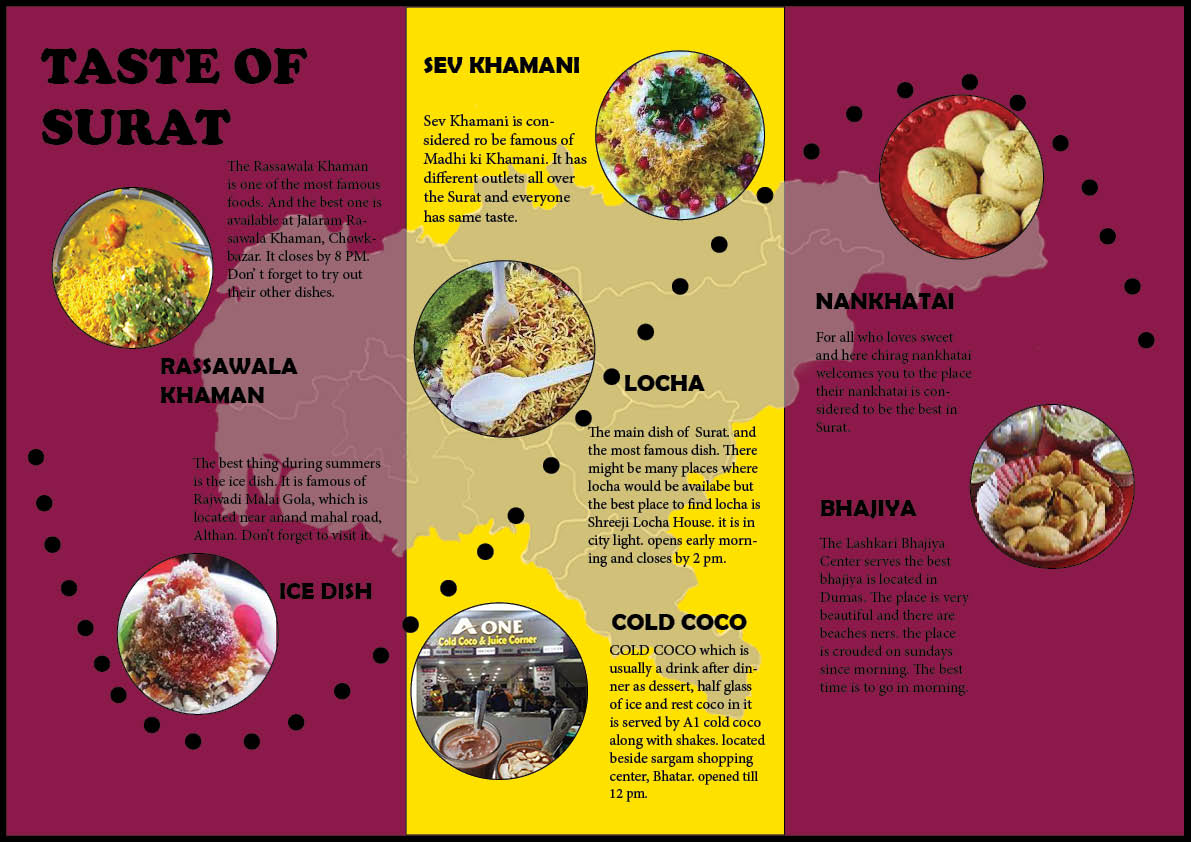 TASTE OF
SURAT
The Rassawala Khaman
is one of the most famous
foods. And the best one is
available at Jalaram Ra-
sawala Khaman, Chowk-
bazar. It closes by 8 PM.
Don' t forget to try out
their other dishes.
RASSAWALA
KHAMAN
The best thing during summers
is the ice dish. It is famous of
Rajwadi Malai Gola, which is
located near anand mahal road,
Althan. Don't forget to visit it.
ICE DISH
SEV KHAMANI
Sev Khamani is con-
sidered ro be famous of
Madhi ki Khamani. It has
different outlets all over
the Surat and everyone
has same taste.
LOCHA
The main dish of Surat. and
the most famous dish. There
might be many places where
locha would be availabe but
the best place to find locha is
Shreeji Locha House. it is in
city light. opens early morn-
ing and closes by 2 pm.
A ONE
Cold Coco & Juice Corner
COLD COCO
COLD COCO which is
usually a drink after din-
ner as dessert, half glass
of ice and rest coco in it
is served by A1 cold coco
along with shakes. located
beside sargam shopping
center, Bhatar. opened till
12 pm.
NANKHATAI
For all who loves sweet
and here chirag nankhatai
welcomes you to the place
their nankhatai is con-
sidered to be the best in
Surat.
BHAJIYA
The Lashkari Bhajiya
Center serves the best
bhajiya is located in
Dumas. The place is very
beautiful and there are
beaches ners. the place
is crouded on sundays
since morning. The best
time is to go in morning.